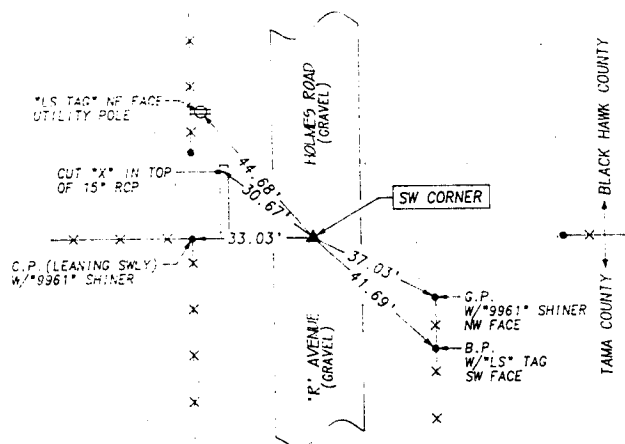 "LS TAG" NE FACE
UTILITY POLE
CUT "X" IN TOP
OF 15" RCP
C.P. (LEANING SWLY)
W/"9961" SHINER
44.68'
30.67'
33.03'
HOLMES ROAD
(GRAVEL)
"R" AVENUE
(GRAVEL)
SW CORNER
37.03'
41.69'
G.P.
W/"9961" SHINER
NW FACE
B.P.
W/"LS" TAG
SW FACE
BLACK HAWK COUNTY
TAMA COUNTY